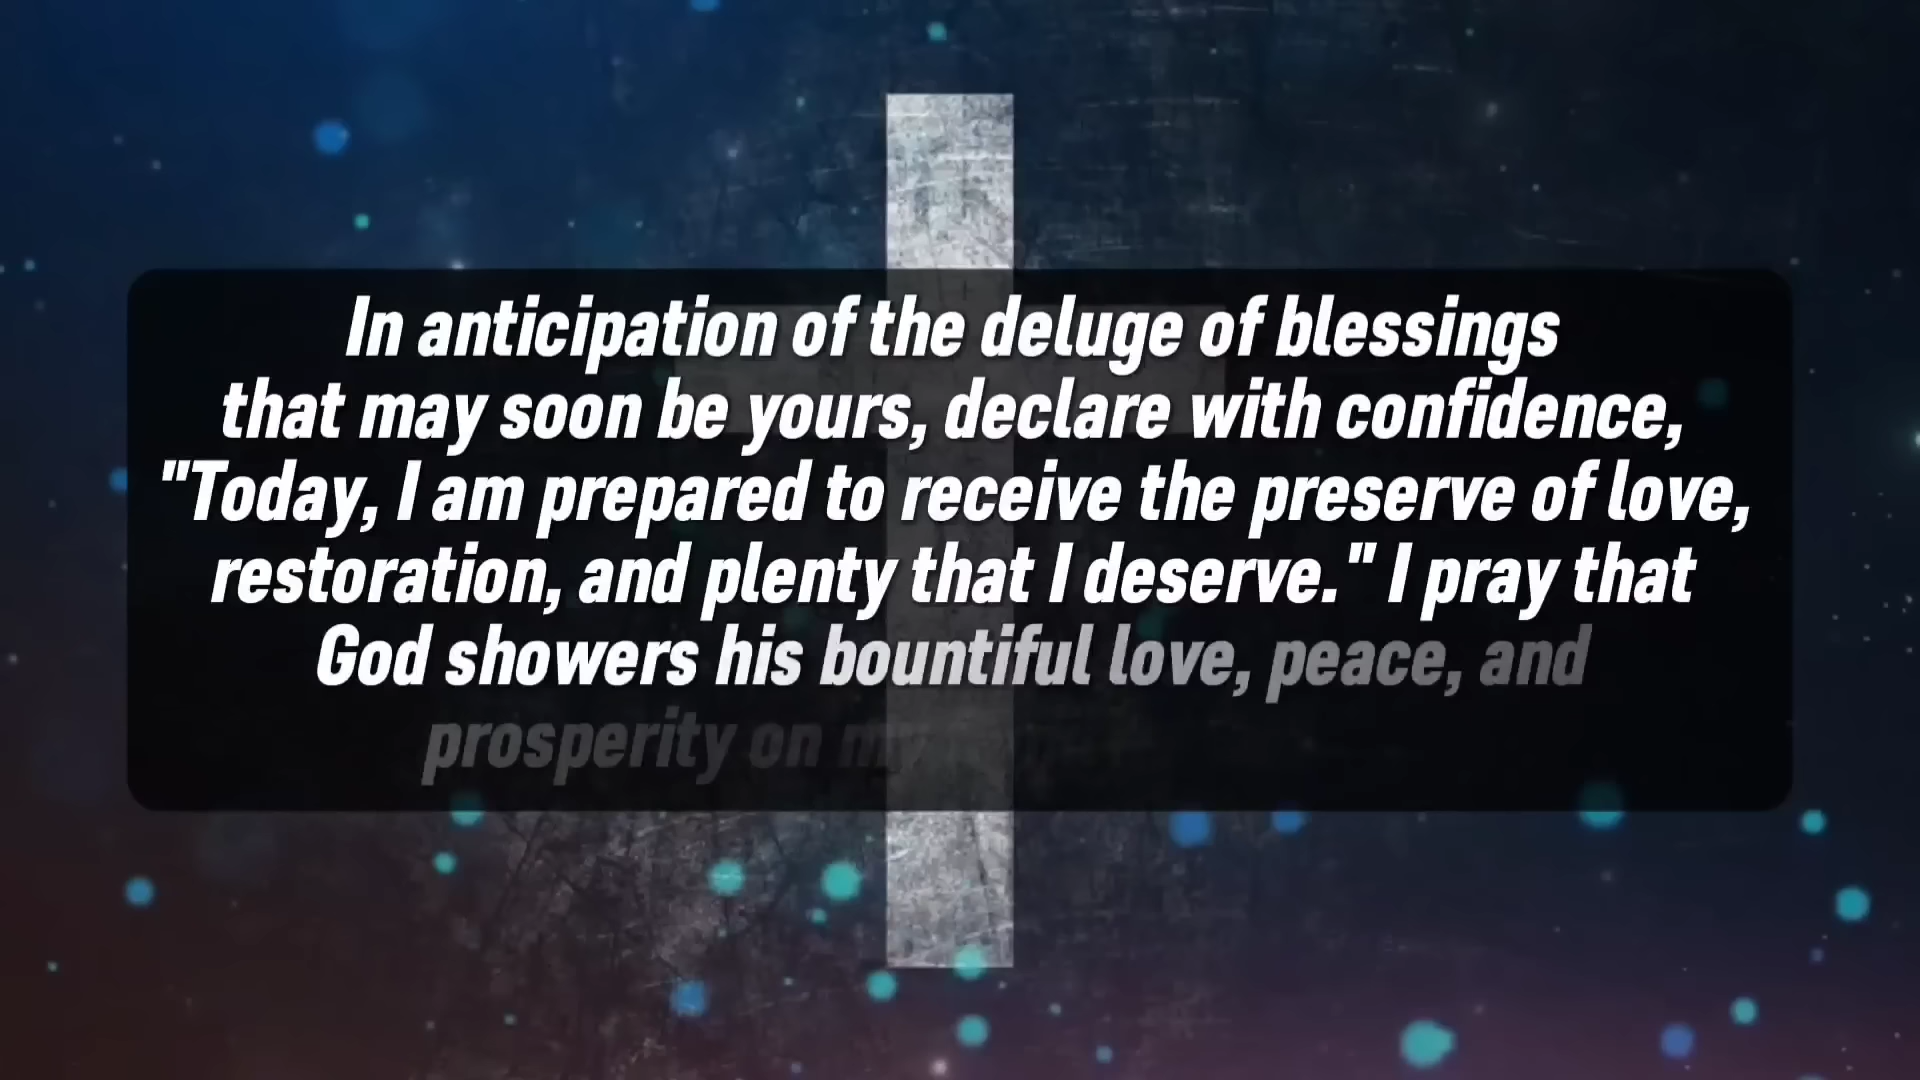 In anticipation of the deluge of blessings
that may soon be yours, declare with confidence,
"Today, I am prepared to receive the preserve of love,
restoration, and plenty that I deserve." I pray that
God showers his bountiful love, peace, and
prosperity on my